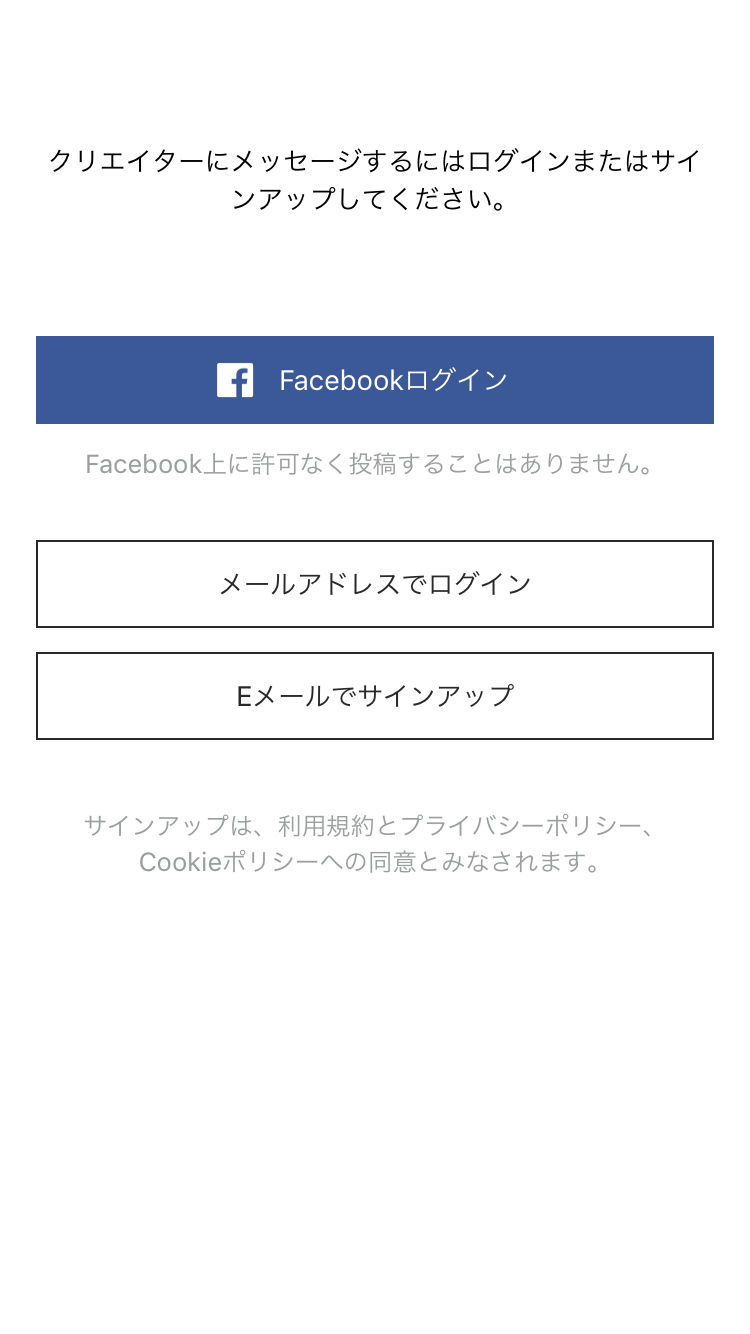 クリエイターにメッセージするにはログインまたはサイ
ンアップしてください。
Facebookログイン
Facebook上に許可なく投稿することはありません。
メールアドレスでログイン
Eメールでサインアップ
サインアップは、利用規約とプライバシーポリシー、
Cookieポリシーへの同意とみなされます。